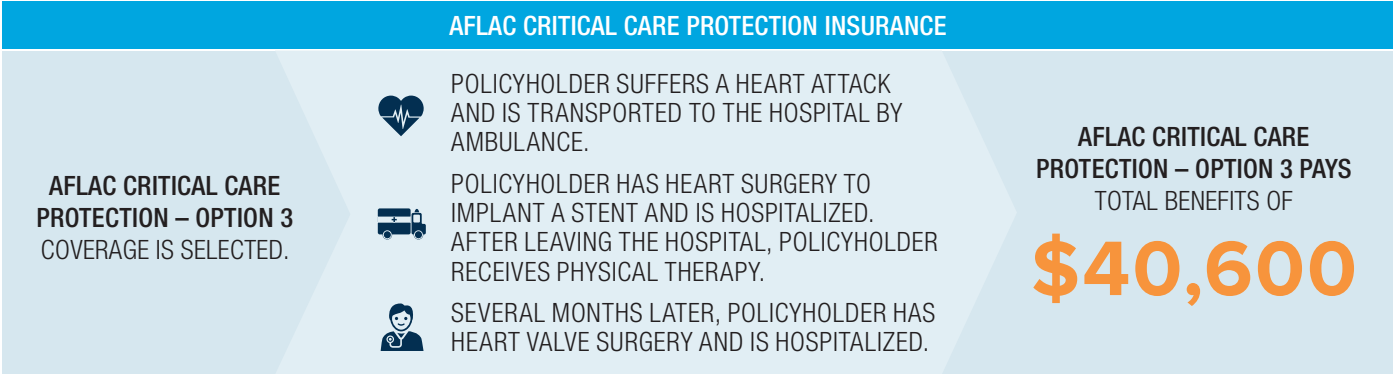 AFLAC CRITICAL CARE PROTECTION INSURANCE
AFLAC CRITICAL CARE
PROTECTION – OPTION 3
COVERAGE IS SELECTED.
POLICYHOLDER SUFFERS A HEART ATTACK
AND IS TRANSPORTED TO THE HOSPITAL BY
AMBULANCE.
POLICYHOLDER HAS HEART SURGERY TO
IMPLANT A STENT AND IS HOSPITALIZED.
AFTER LEAVING THE HOSPITAL, POLICYHOLDER
RECEIVES PHYSICAL THERAPY.
SEVERAL MONTHS LATER, POLICYHOLDER HAS
HEART VALVE SURGERY AND IS HOSPITALIZED.
AFLAC CRITICAL CARE
PROTECTION – OPTION 3 PAYS
TOTAL BENEFITS OF
$40,600